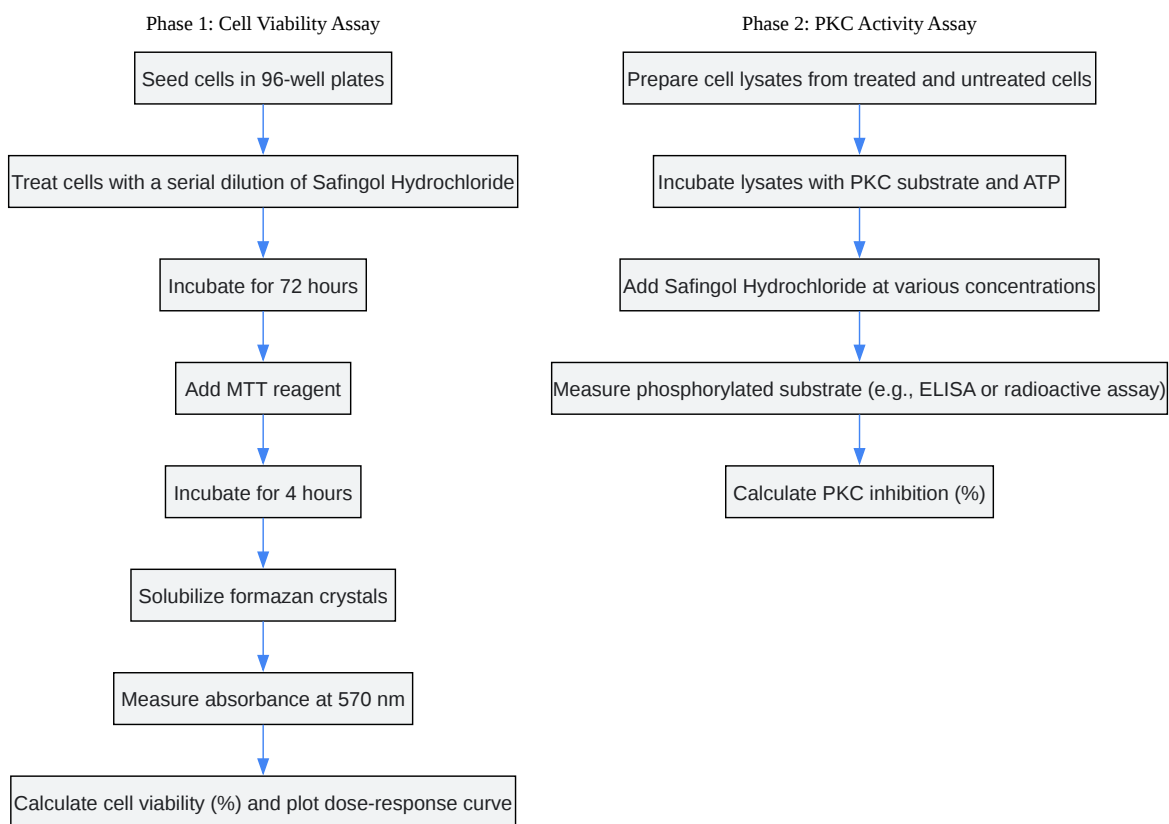 Phase 1: Cell Viability Assay
Seed cells in 96-well plates
Treat cells with a serial dilution of Safingol Hydrochloride
Incubate for 72 hours
Add MTT reagent
Incubate for 4 hours
Solubilize formazan crystals
Measure absorbance at 570 nm
Calculate cell viability (%) and plot dose-response curve
Phase 2: PKC Activity Assay
Prepare cell lysates from treated and untreated cells
Incubate lysates with PKC substrate and ATP
Add Safingol Hydrochloride at various concentrations
Measure phosphorylated substrate (e.g., ELISA or radioactive assay)
Calculate PKC inhibition (%)